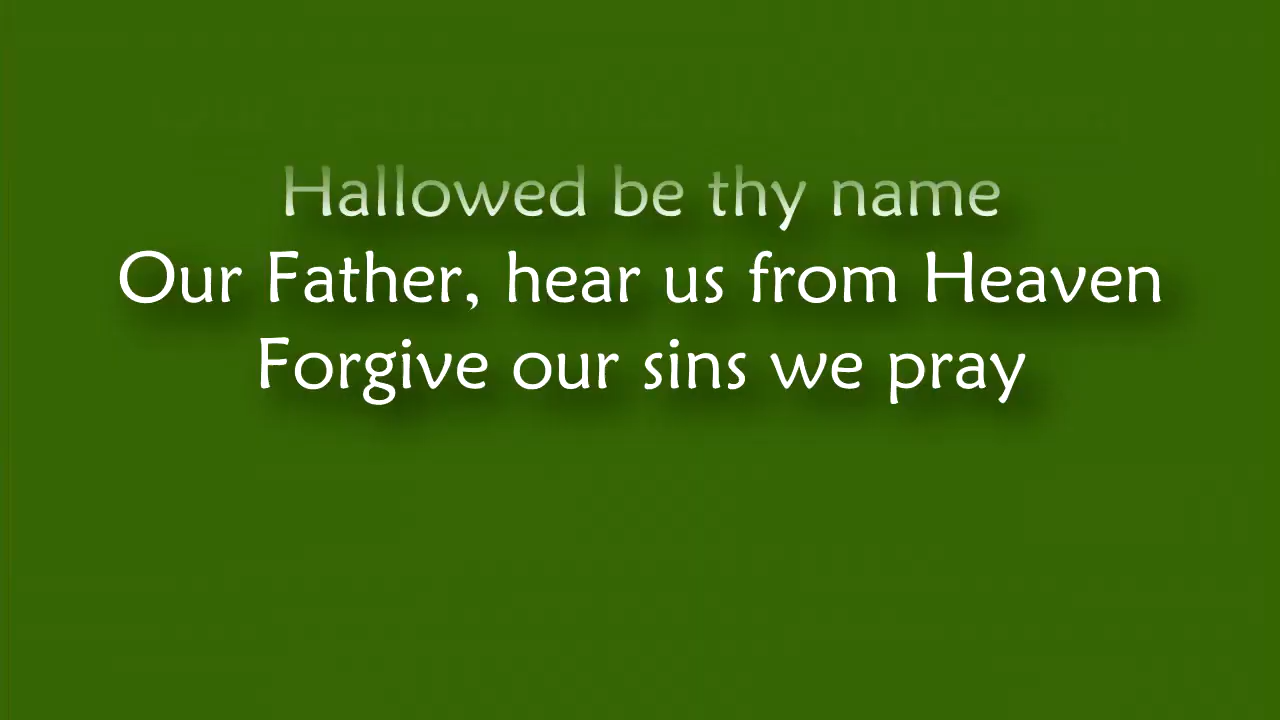 Hallowed be thy name
Our Father, hear us from Heaven
Forgive our sins we pray